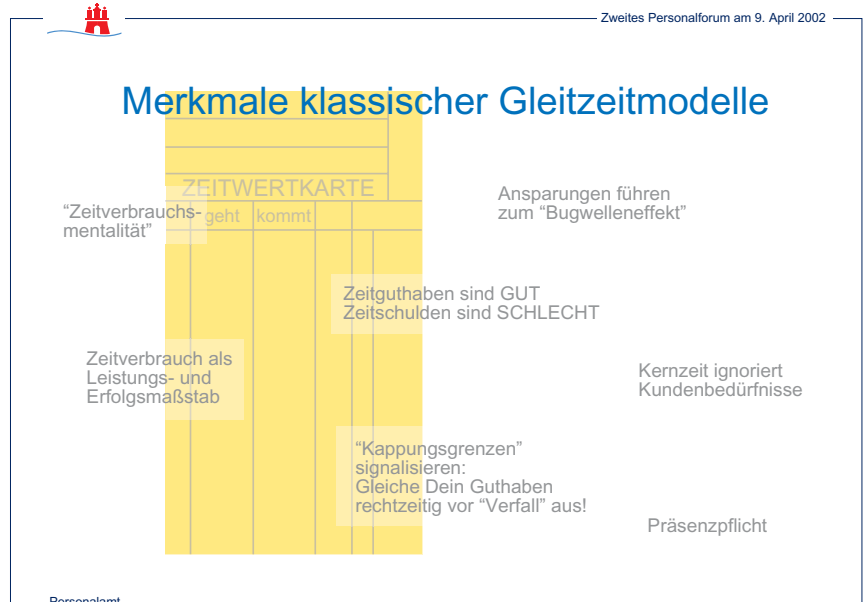 Zweites Personalforum am 9. April 2002
Merkmale klassischer Gleitzeitmodelle
ZEITWERTKARTE
geht kommt
“Zeitverbrauchs-
mentalität”
Ansparungen führen
zum “Bugwelleneffekt”
Zeitguthaben sind GUT
Zeitschulden sind SCHLECHT
Zeitverbrauch als
Leistungs- und
Erfolgsmaßstab
Kernzeit ignoriert
Kundenbedürfnisse
“Kappungsgrenzen”
signalisieren:
Gleiche Dein Guthaben
rechtzeitig vor “Verfall” aus!
Präsenzpflicht
Personalamt